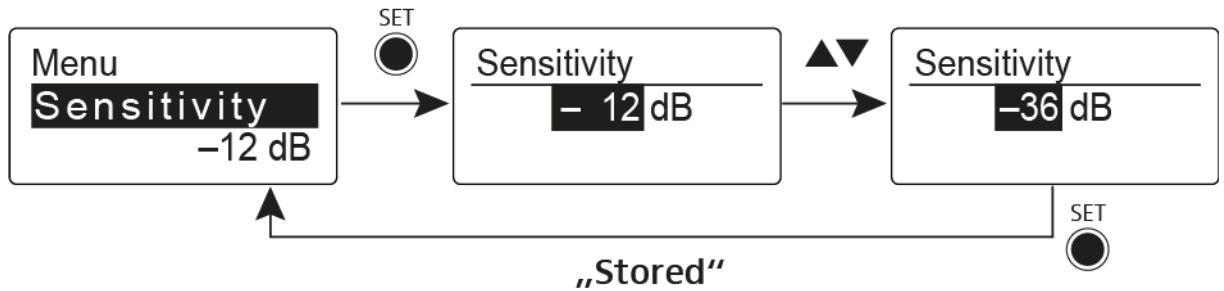 SET
Menu
Sensitivity
–12 dB
Sensitivity
– 12 dB
▲▼
Sensitivity
–36 dB
SET
„Stored“